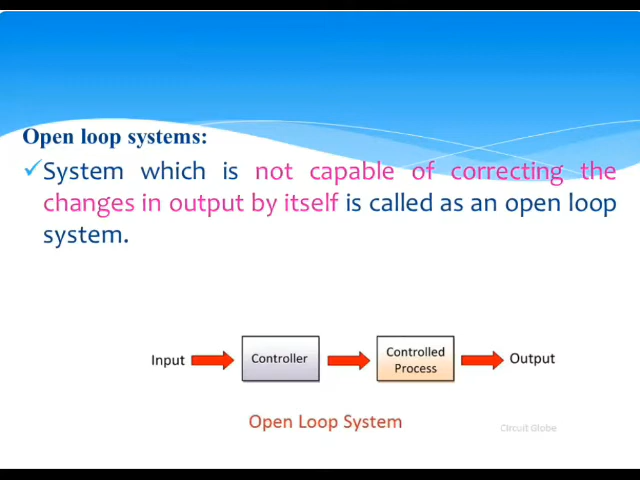 Open loop systems:
✓System which is not capable of correcting the
changes in output by itself is called as an open loop
system.
Input
Controller
Controlled
Process
Output
Open Loop System
Circuit Globe